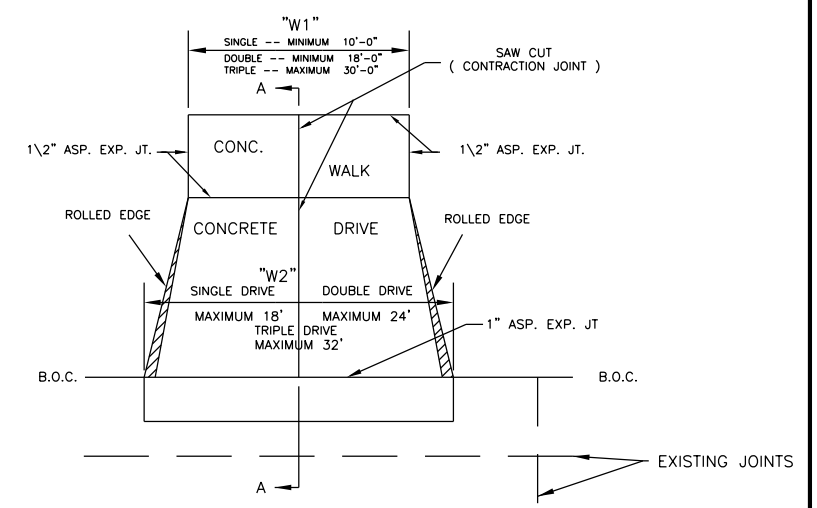 "W1"
SINGLE -- MINIMUM 10'-0"
DOUBLE -- MINIMUM 18'-0"
TRIPLE -- MAXIMUM 30'-0"
SAW CUT
( CONTRACTION JOINT )
A
1\2" ASP. EXP. JT.
CONC.
1\2" ASP. EXP. JT.
WALK
ROLLED EDGE
ROLLED EDGE
CONCRETE DRIVE
"W2"
SINGLE DRIVE DOUBLE DRIVE
MAXIMUM 18' MAXIMUM 24'
TRIPLE DRIVE
MAXIMUM 32'
1" ASP. EXP. JT
B.O.C.
B.O.C.
EXISTING JOINTS
A